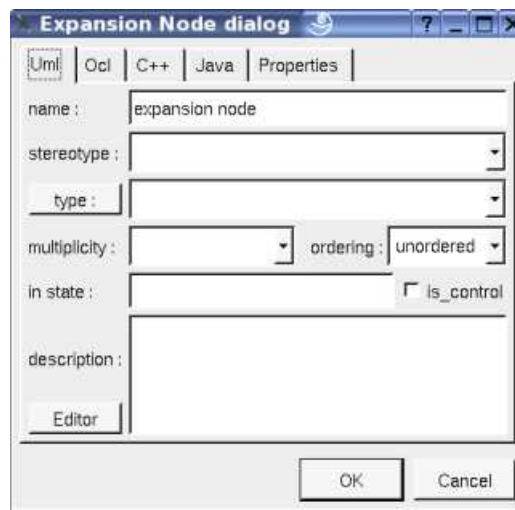 Expansion Node dialog
Uml Ocl C++ Java Properties
name : expansion node
stereotype :
type :
multiplicity : ordering : unordered
in state : is_control
description :
Editor
OK Cancel